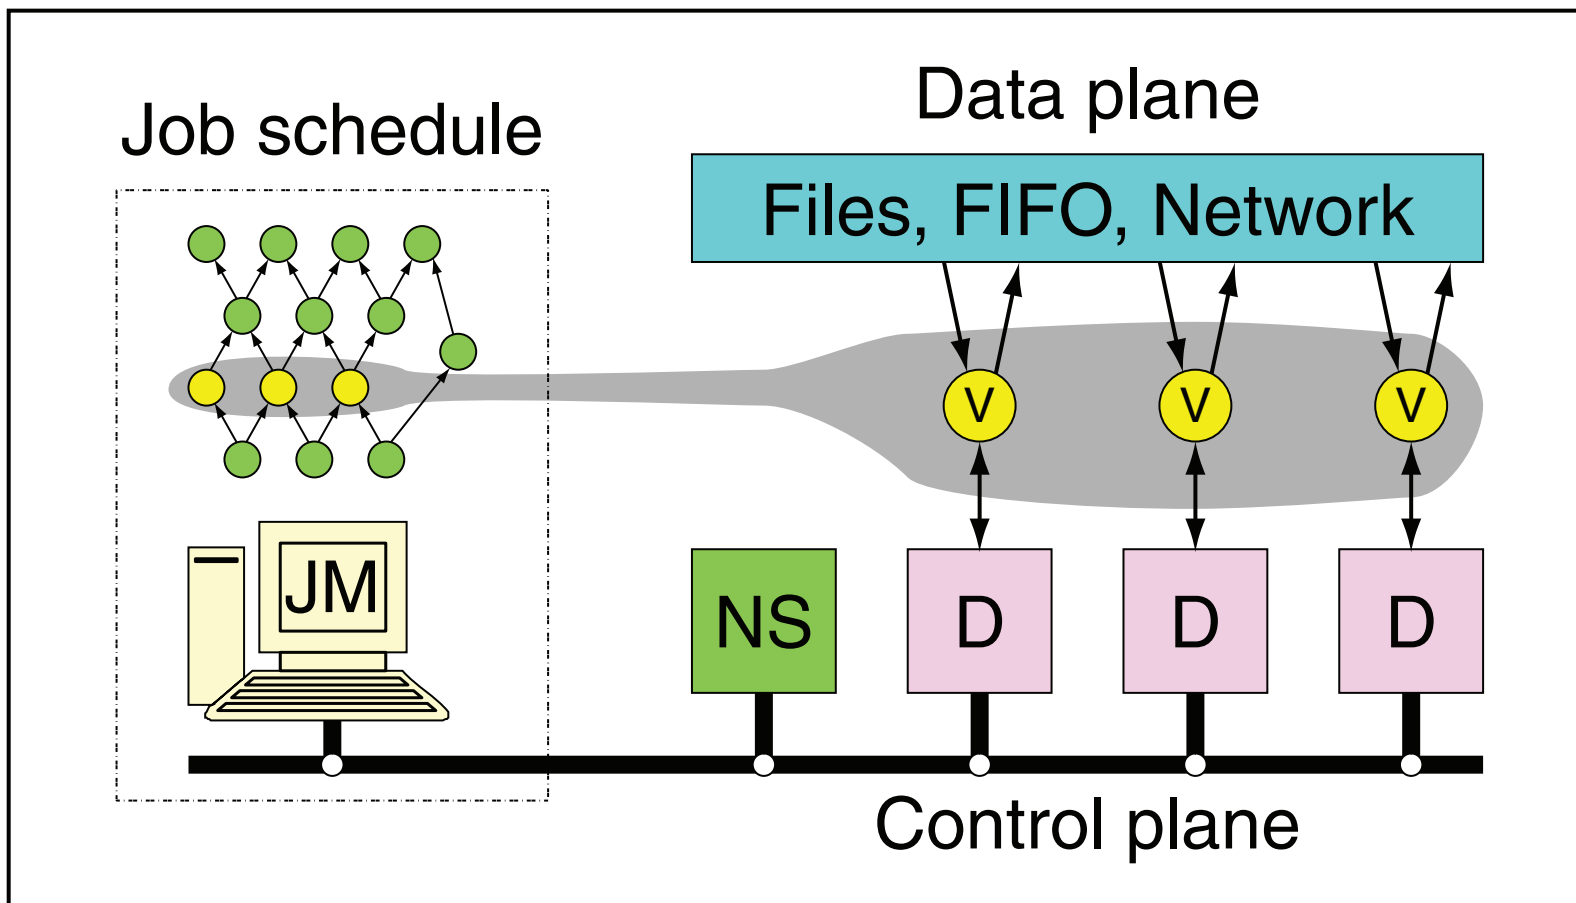 Data plane
Job schedule
Files, FIFO, Network
V V V
JM
NS D D D
Control plane